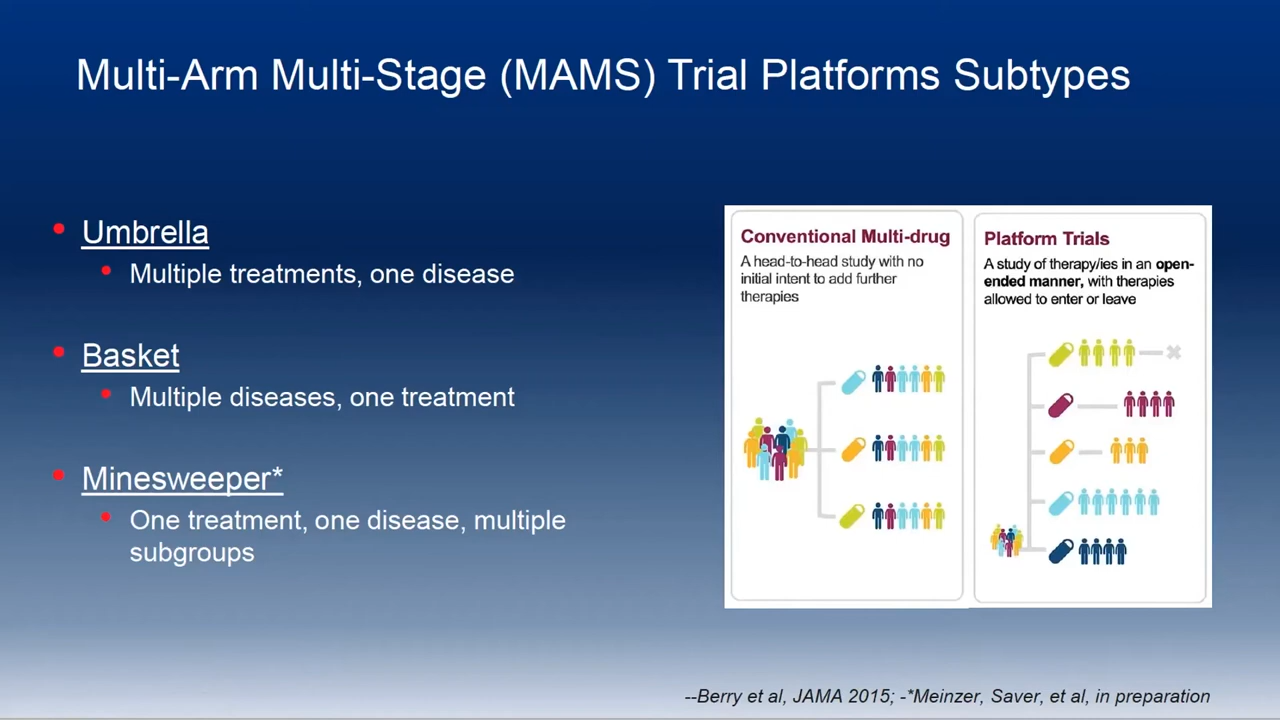 Multi-Arm Multi-Stage (MAMS) Trial Platforms Subtypes
Umbrella
Multiple treatments, one disease
Basket
Multiple diseases, one treatment
Minesweeper*
One treatment, one disease, multiple
subgroups
Conventional Multi-drug
A head-to-head study with no
initial intent to add further
therapies
Platform Trials
A study of therapy/ies in an open-
ended manner, with therapies
allowed to enter or leave
--Berry et al, JAMA 2015; -*Meinzer, Saver, et al, in preparation